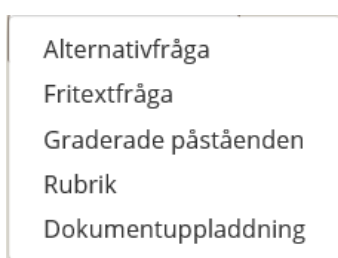 Alternativfråga
Fritextfråga
Graderade påståenden
Rubrik
Dokumentuppladdning